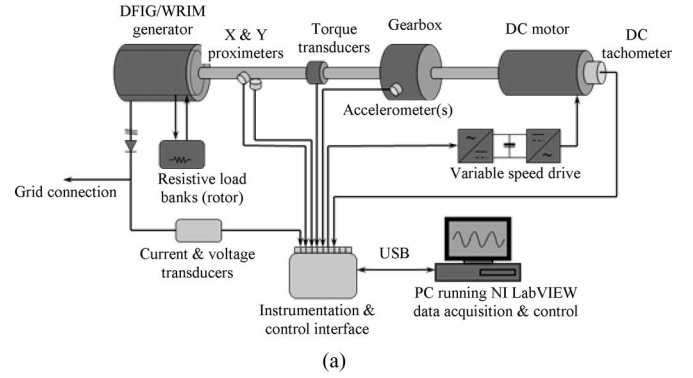 DFIG/WRIM
generator
X & Y
proximeters
Torque
transducers
Gearbox
DC motor
DC
tachometer
Accelerometer(s)
Resistive load
banks (rotor)
Variable speed drive
Grid connection
Current & voltage
transducers
USB
Instrumentation &
control interface
PC running NI LabVIEW
data acquisition & control
(a)